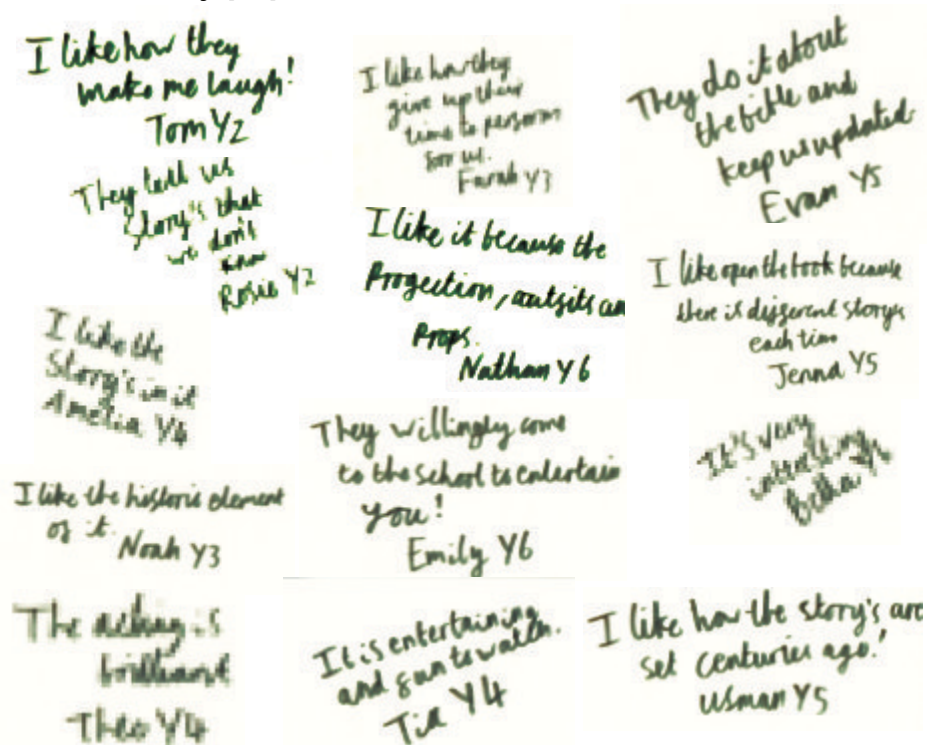 I like how they
make me laugh!
Tom Y2
They tell us
Story's that
we don't
know
Rosie Y2
I like how they
give up their
time to perform
for us.
Farah Y3
They do it about
the bible and
keep us updated.
Evan Y5
I like it because the
Progection, outfits an
Props.
Nathan Y6
I like open the book because
there is different storys
each time
Jenna Y5
I like the
Story's in it
Amelia Y4
They willingly come
to the school to entertain
you!
Emily Y6
It's very
intresting
I like the historic element
of it.
Noah Y3
The acting is
brilliant
Theo Y4
It is entertaining
and fun to watch.
Tia Y4
I like how the story's are
set centuries ago!
Usman Y5